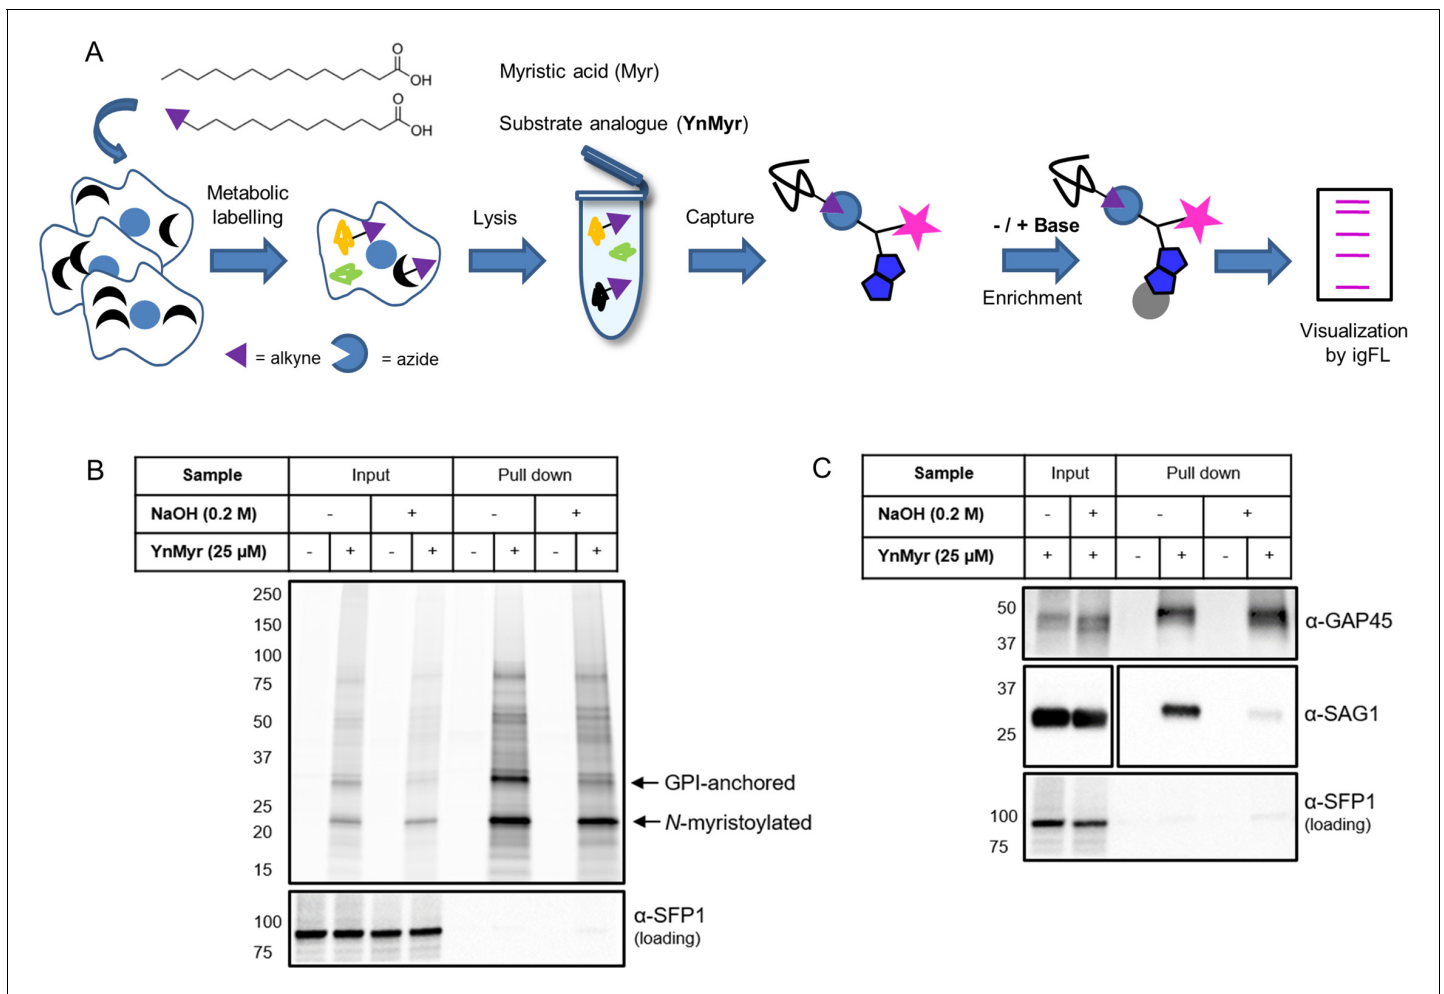 A
O
OH
Myristic acid (Myr)
O
OH
Substrate analogue (YnMyr)
Metabolic
labelling
Lysis
Capture
- / + Base
Enrichment
= alkyne
= azide
Visualization
by igFL
B
Sample Input Pull down
NaOH (0.2 M) - + - +
YnMyr (25 µM) - + - + - + - +
250
150
100
75
50
37
25
20
15
GPI-anchored
N-myristoylated
100
75
α-SFP1
(loading)
C
Sample Input Pull down
NaOH (0.2 M) - + - +
YnMyr (25 µM) + + - + - +
50
37
α-GAP45
37
25
α-SAG1
100
75
α-SFP1
(loading)